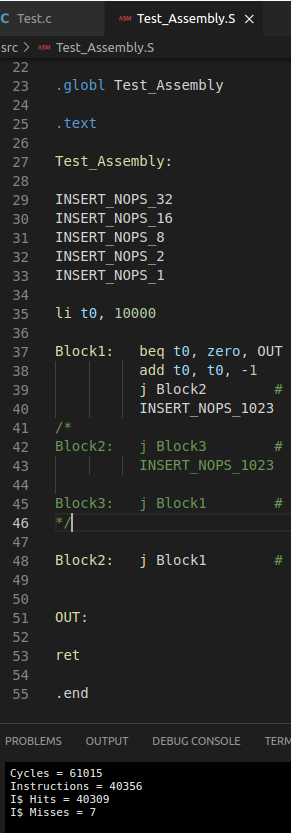 C Test.c
ASM Test_Assembly.S ×
src > ASM Test_Assembly.S
22
23 .globl Test_Assembly
24
25 .text
26
27 Test_Assembly:
28
29 INSERT_NOPS_32
30 INSERT_NOPS_16
31 INSERT_NOPS_8
32 INSERT_NOPS_2
33 INSERT_NOPS_1
34
35 li t0, 10000
36
37 Block1: beq t0, zero, OUT
38 add t0, t0, -1
39 j Block2 #
40 INSERT_NOPS_1023
41 /*
42 Block2: j Block3 #
43 INSERT_NOPS_1023
44
45 Block3: j Block1 #
46 */
47
48 Block2: j Block1 #
49
50
51 OUT:
52
53 ret
54
55 .end
PROBLEMS OUTPUT DEBUG CONSOLE TERM
Cycles = 61015
Instructions = 40356
I$ Hits = 40309
I$ Misses = 7